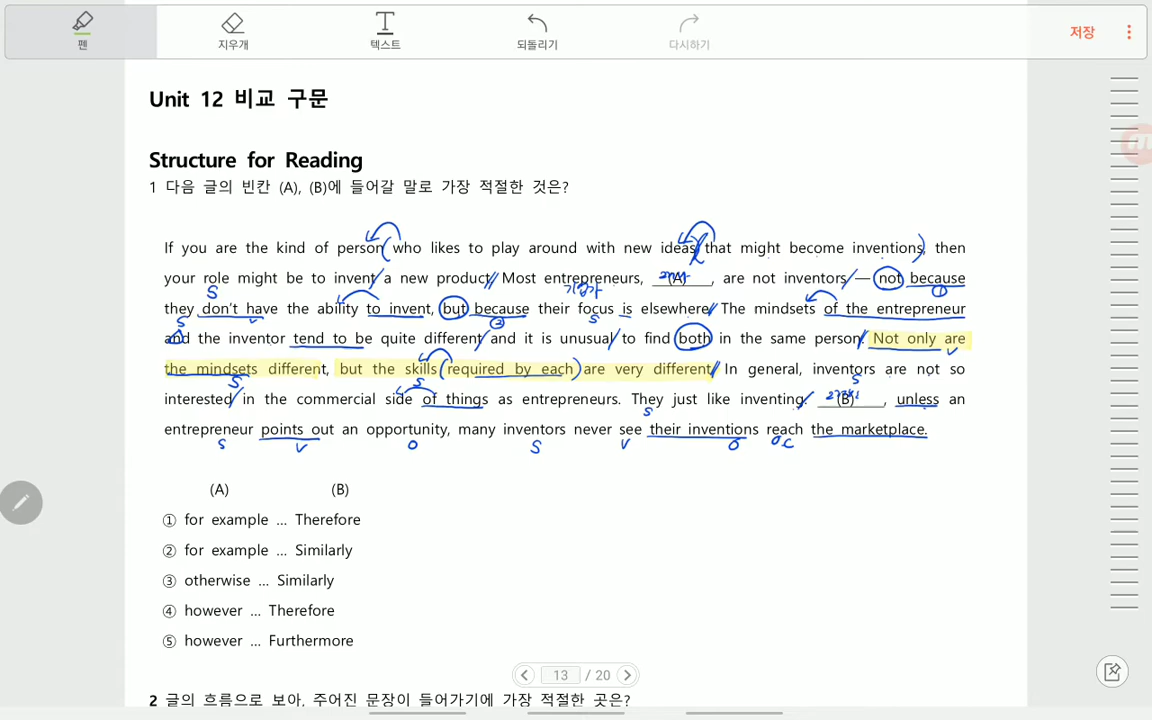 펜 지우개 텍스트 되돌리기 다시하기 저장
Unit 12 비교 구문
Structure for Reading
1 다음 글의 빈칸 (A), (B)에 들어갈 말로 가장 적절한 것은?
If you are the kind of person who likes to play around with new ideas that might become inventions, then
your role might be to invent a new product. Most entrepreneurs, (A), are not inventors — not because
S 기업가 ①
they don't have the ability to invent, but because their focus is elsewhere. The mindsets of the entrepreneur
S V ② S
and the inventor tend to be quite different and it is unusual to find both in the same person. Not only are
V
the mindsets different, but the skills required by each are very different. In general, inventors are not so
S S S
interested in the commercial side of things as entrepreneurs. They just like inventing. (B), unless an
S
entrepreneur points out an opportunity, many inventors never see their inventions reach the marketplace.
S V O S V O OC
(A) (B)
① for example ... Therefore
② for example ... Similarly
③ otherwise ... Similarly
④ however ... Therefore
⑤ however ... Furthermore
13 / 20
2 글의 흐름으로 보아, 주어진 문장이 들어가기에 가장 적절한 곳은?